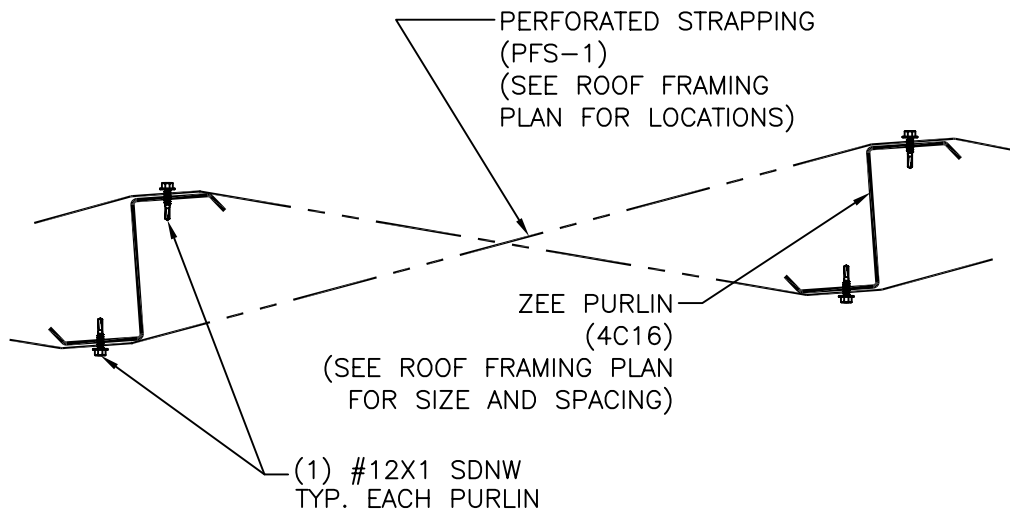 PERFORATED STRAPPING
(PFS-1)
(SEE ROOF FRAMING
PLAN FOR LOCATIONS)
ZEE PURLIN
(4C16)
(SEE ROOF FRAMING PLAN
FOR SIZE AND SPACING)
(1) #12X1 SDNW
TYP. EACH PURLIN